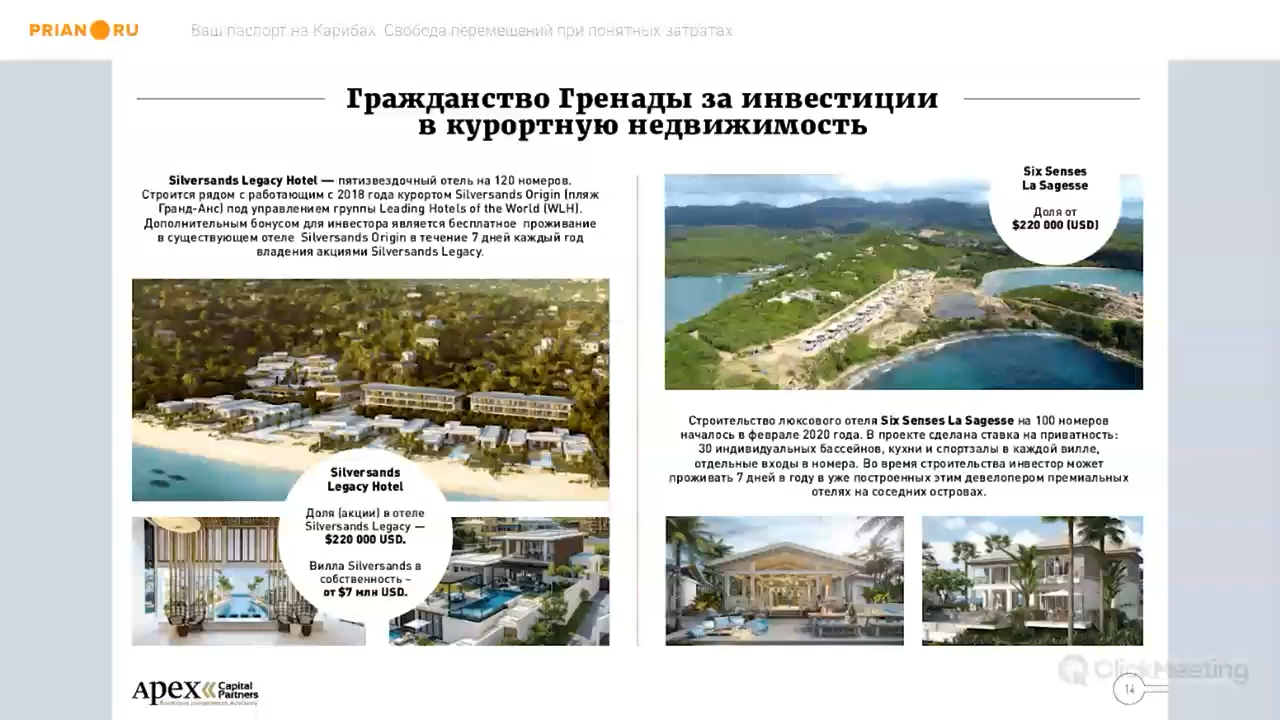 PRIAN RU
Ваш паспорт на Карибах. Свобода перемещений при понятных затратах
Гражданство Гренады за инвестиции
в курортную недвижимость
Silversands Legacy Hotel — пятизвездочный отель на 120 номеров.
Строится рядом с работающим с 2018 года курортом Silversands Origin (пляж
Гранд-Анс) под управлением группы Leading Hotels of the World (WLH).
Дополнительным бонусом для инвестора является бесплатное проживание
в существующем отеле Silversands Origin в течение 7 дней каждый год
владения акциями Silversands Legacy.
Silversands
Legacy Hotel
Доля (акции) в отеле
Silversands Legacy —
$220 000 USD.
Вилла Silversands в
собственность –
от $7 млн USD.
Six Senses
La Sagesse
Доля от
$220 000 (USD)
Строительство люксового отеля Six Senses La Sagesse на 100 номеров
началось в феврале 2020 года. В проекте сделана ставка на приватность:
30 индивидуальных бассейнов, кухни и спортзалы в каждой вилле,
отдельные входы в номера. Во время строительства инвестор может
проживать 7 дней в году в уже построенных этим девелопером премиальных
отелях на соседних островах.
Apex Capital
Partners
Boutique Investment Advisory
ClickMeeting
14